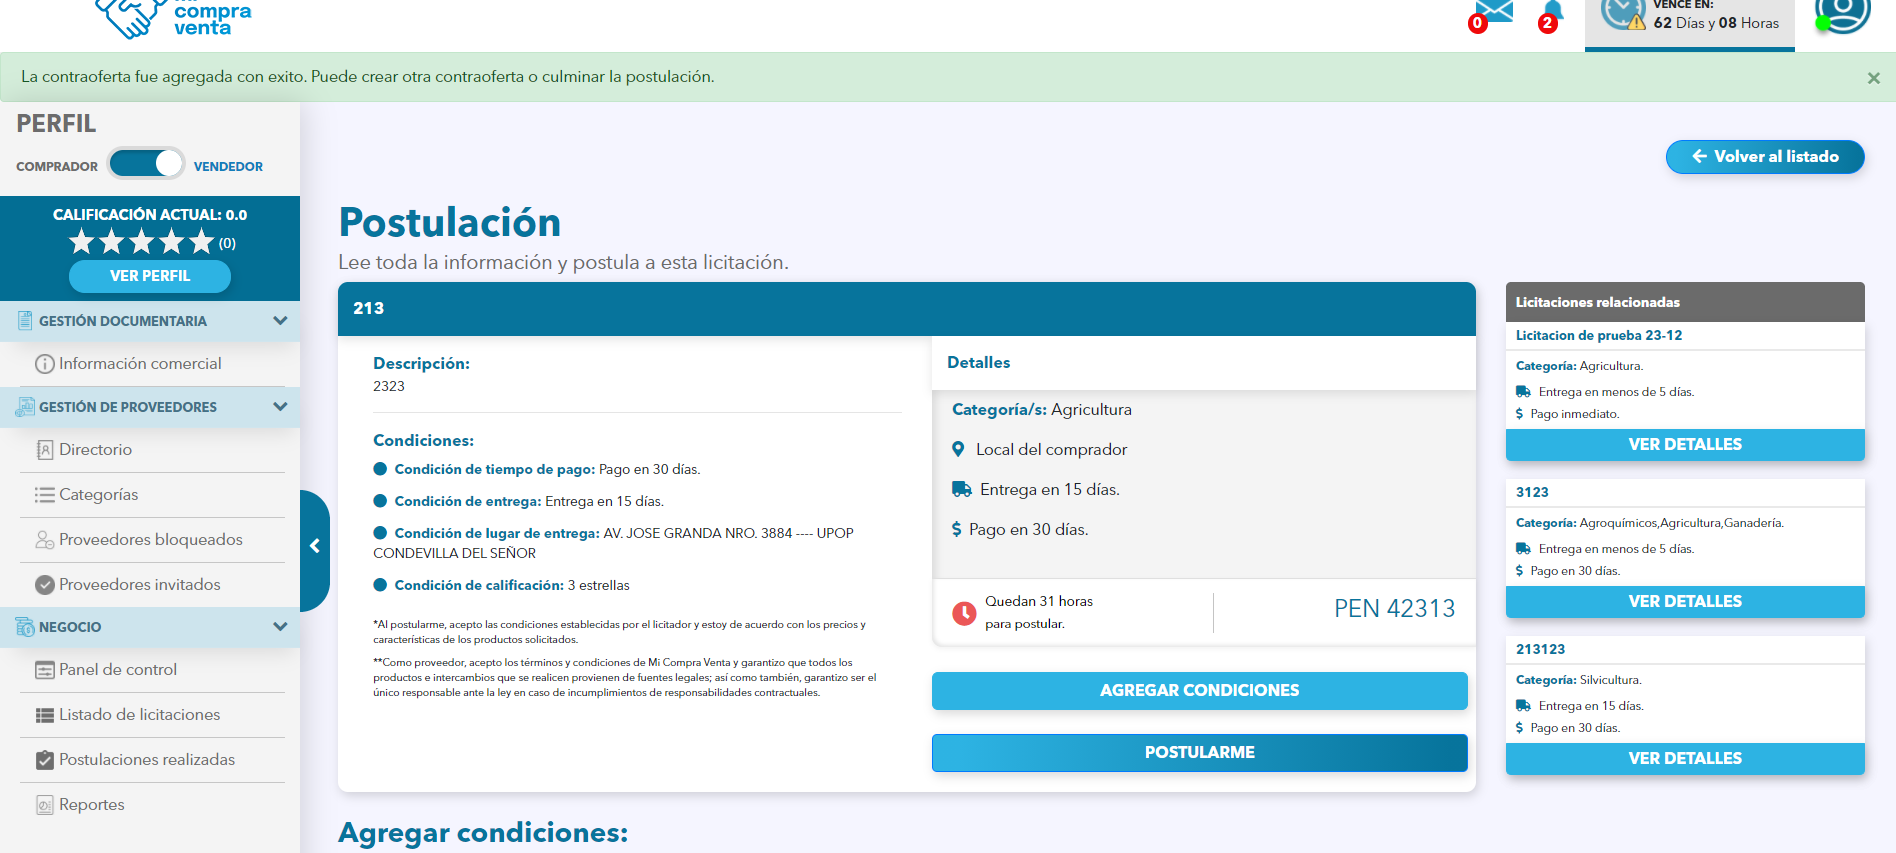 compra
venta
0
2
VENCE EN:
62 Días y 08 Horas
La contraoferta fue agregada con exito. Puede crear otra contraoferta o culminar la postulación.
×
PERFIL
COMPRADOR
VENDEDOR
CALIFICACIÓN ACTUAL: 0.0
(0)
VER PERFIL
GESTIÓN DOCUMENTARIA
Información comercial
GESTIÓN DE PROVEEDORES
Directorio
Categorías
Proveedores bloqueados
Proveedores invitados
NEGOCIO
Panel de control
Listado de licitaciones
Postulaciones realizadas
Reportes
Volver al listado
Postulación
Lee toda la información y postula a esta licitación.
213
Descripción:
2323
Condiciones:
Condición de tiempo de pago: Pago en 30 días.
Condición de entrega: Entrega en 15 días.
Condición de lugar de entrega: AV. JOSE GRANDA NRO. 3884 ---- UPOP
CONDEVILLA DEL SEÑOR
Condición de calificación: 3 estrellas
*Al postularme, acepto las condiciones establecidas por el licitador y estoy de acuerdo con los precios y
características de los productos solicitados.
**Como proveedor, acepto los términos y condiciones de Mi Compra Venta y garantizo que todos los
productos e intercambios que se realicen provienen de fuentes legales; así como también, garantizo ser el
único responsable ante la ley en caso de incumplimientos de responsabilidades contractuales.
Detalles
Categoría/s: Agricultura
Local del comprador
Entrega en 15 días.
$ Pago en 30 días.
Quedan 31 horas
para postular.
PEN 42313
AGREGAR CONDICIONES
POSTULARME
Licitaciones relacionadas
Licitacion de prueba 23-12
Categoría: Agricultura.
Entrega en menos de 5 días.
$ Pago inmediato.
VER DETALLES
3123
Categoría: Agroquímicos,Agricultura,Ganadería.
Entrega en menos de 5 días.
$ Pago en 30 días.
VER DETALLES
213123
Categoría: Silvicultura.
Entrega en 15 días.
$ Pago en 30 días.
VER DETALLES
Agregar condiciones: